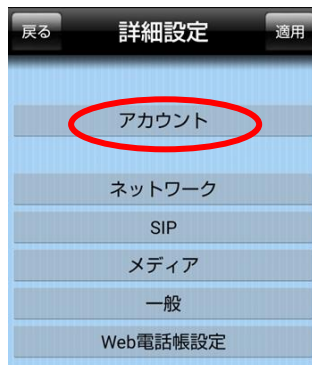 戻る 詳細設定 適用
アカウント
ネットワーク
SIP
メディア
一般
Web電話帳設定